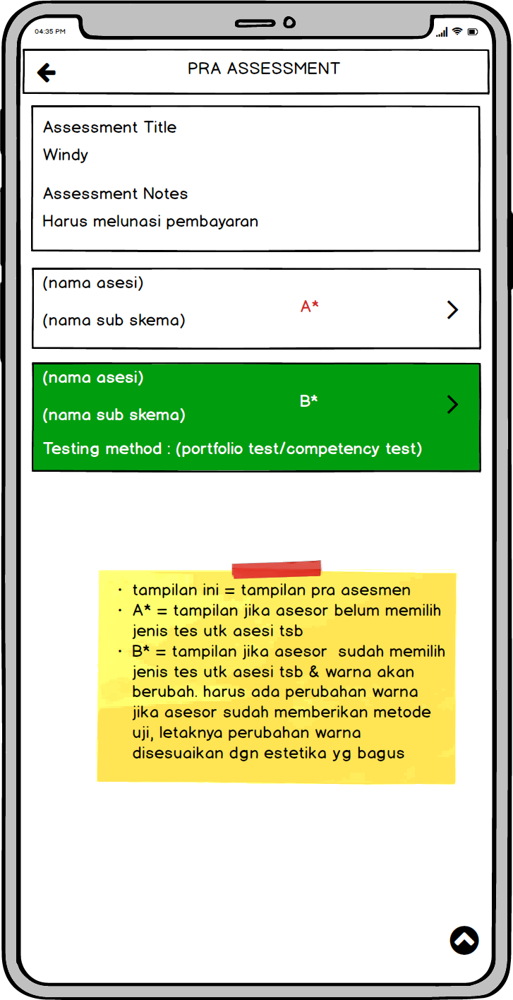 04:35 PM
PRA ASSESSMENT
Assessment Title
Windy
Assessment Notes
Harus melunasi pembayaran
(nama asesi)
A*
(nama sub skema)
(nama asesi)
B*
(nama sub skema)
Testing method : (portfolio test/competency test)
· tampilan ini = tampilan pra asesmen
· A* = tampilan jika asesor belum memilih
jenis tes utk asesi tsb
· B* = tampilan jika asesor sudah memilih
jenis tes utk asesi tsb & warna akan
berubah. harus ada perubahan warna
jika asesor sudah memberikan metode
uji, letaknya perubahan warna
disesuaikan dgn estetika yg bagus